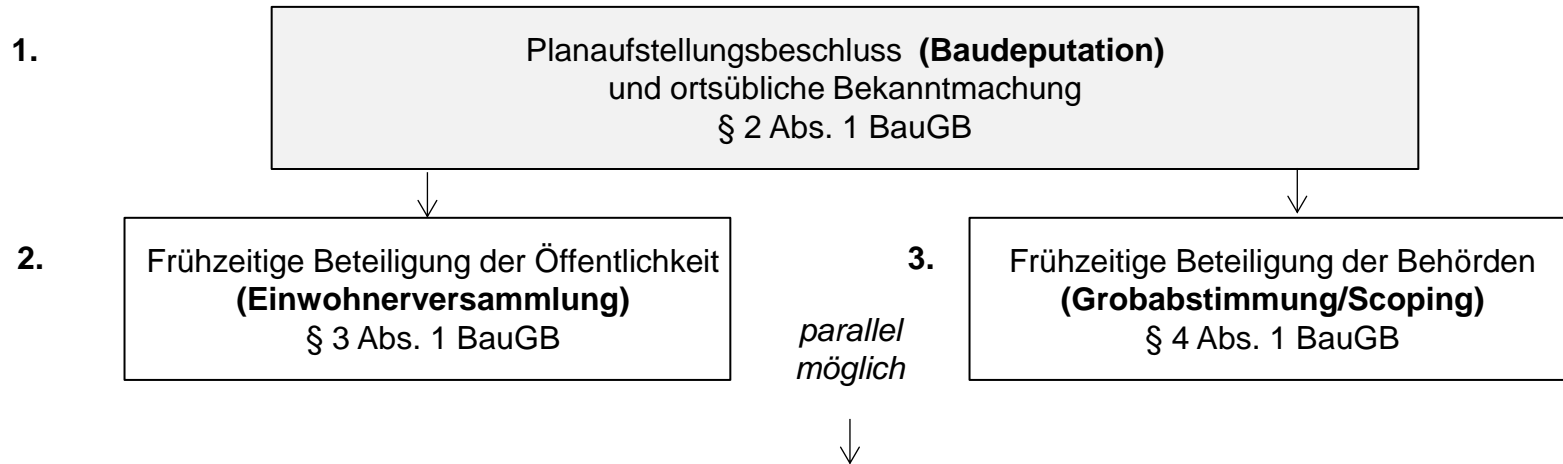 1.
Planaufstellungsbeschluss (Baudeputation)
und ortsübliche Bekanntmachung
§ 2 Abs. 1 BauGB
2.
Frühzeitige Beteiligung der Öffentlichkeit
(Einwohnerversammlung)
§ 3 Abs. 1 BauGB
parallel
möglich
3.
Frühzeitige Beteiligung der Behörden
(Grobabstimmung/Scoping)
§ 4 Abs. 1 BauGB